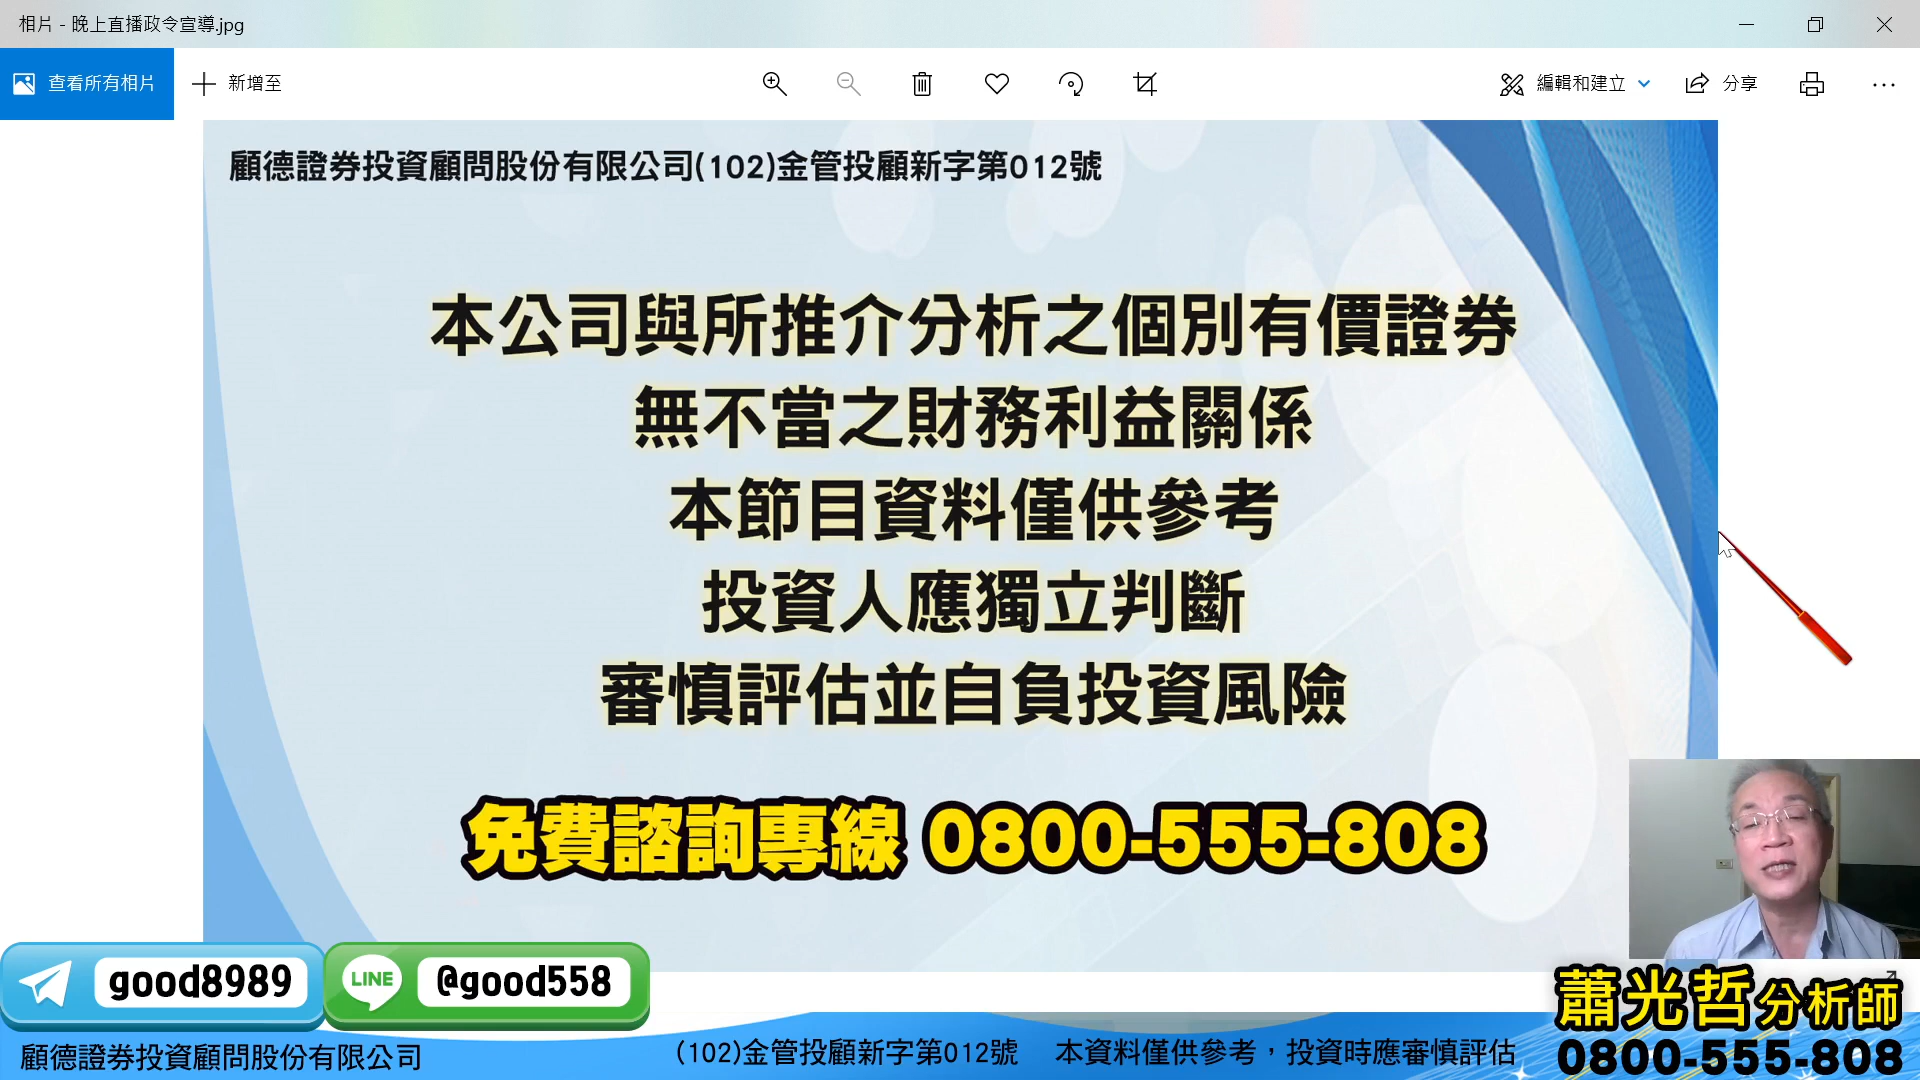 相片 - 晚上直播政令宣導.jpg
查看所有相片
新增至
編輯和建立
分享
顧德證券投資顧問股份有限公司(102)金管投顧新字第012號
本公司與所推介分析之個別有價證券
無不當之財務利益關係
本節目資料僅供參考
投資人應獨立判斷
審慎評估並自負投資風險
免費諮詢專線 0800-555-808
good8989
LINE
@good558
蕭光哲分析師
0800-555-808
顧德證券投資顧問股份有限公司
(102)金管投顧新字第012號
本資料僅供參考，投資時應審慎評估